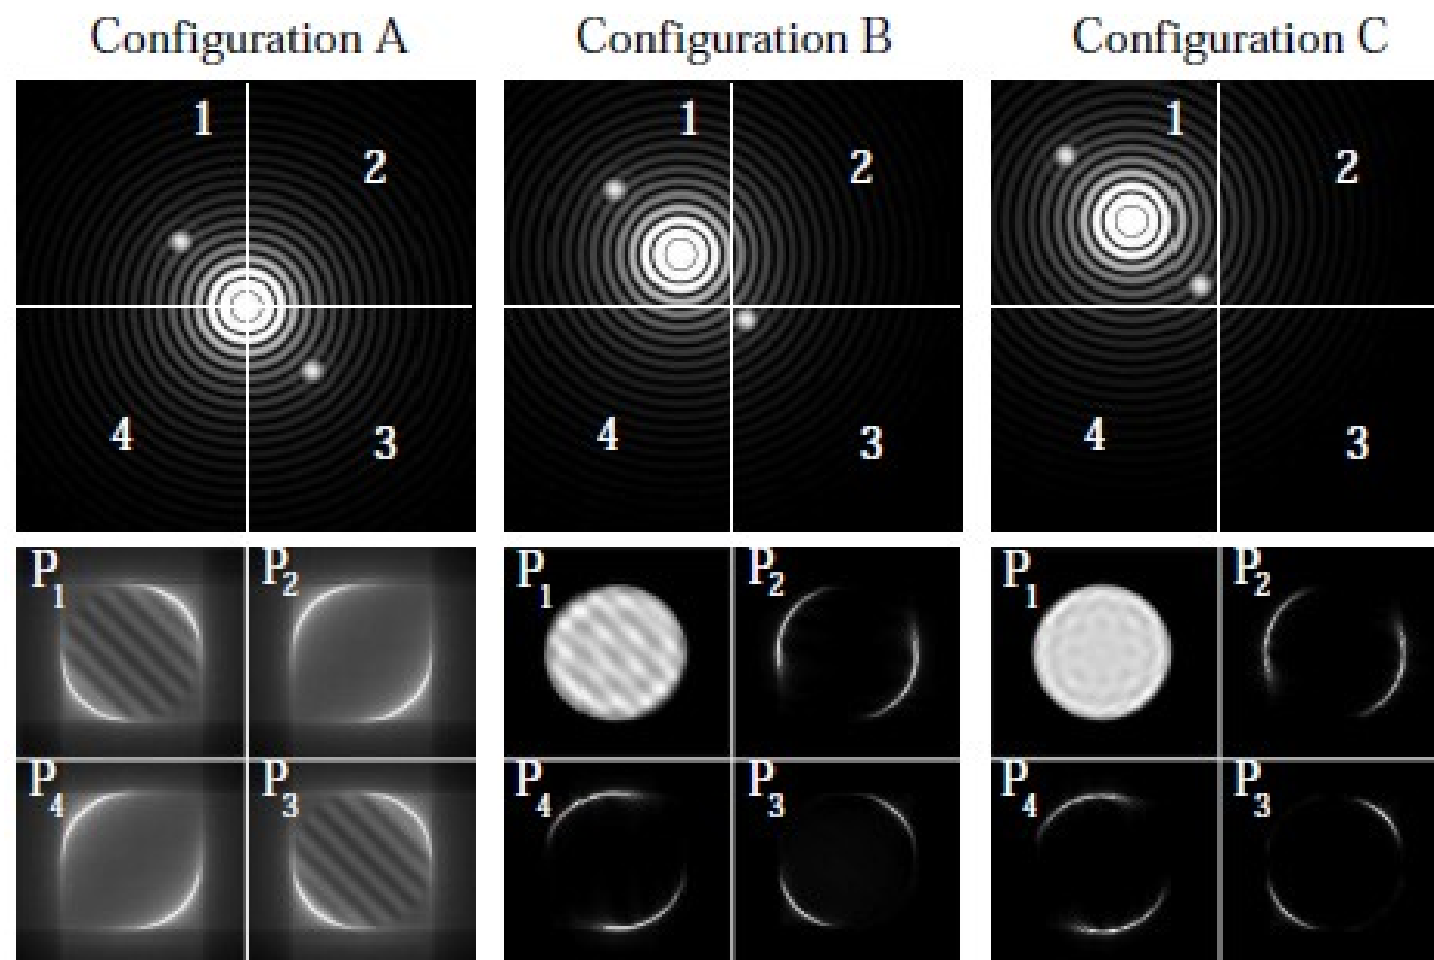 Configuration A Configuration B Configuration C
1 1 1
2 2 2
4 3 4 3 4 3
P1 P2 P1 P2 P1 P2
P4 P3 P4 P3 P4 P3